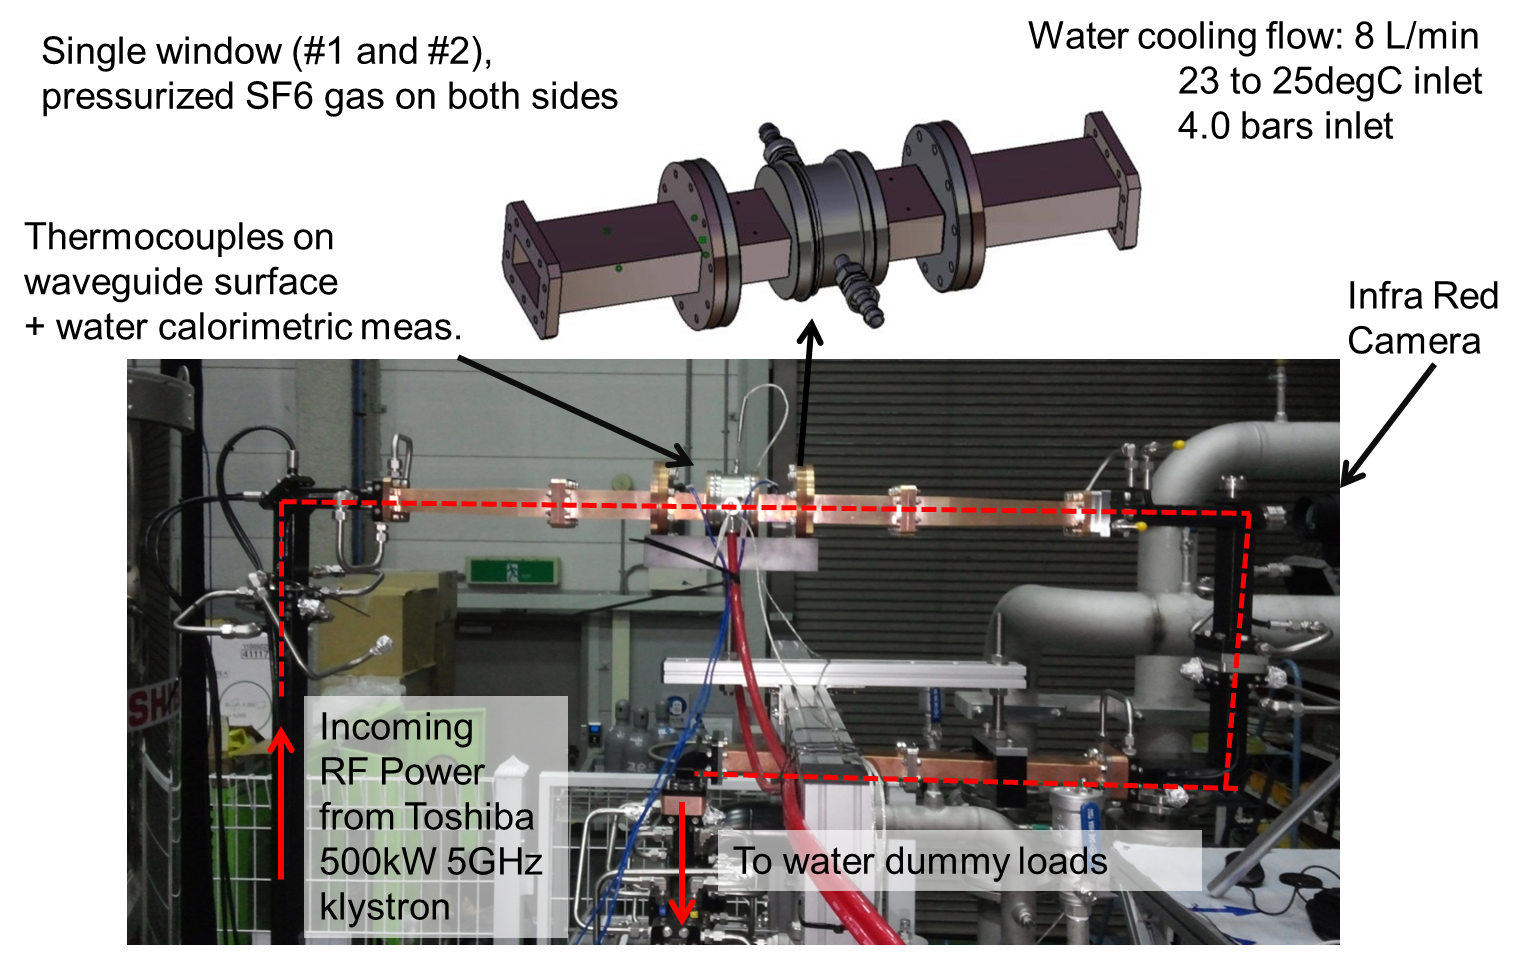 Single window (#1 and #2),
pressurized SF6 gas on both sides
Water cooling flow: 8 L/min
23 to 25degC inlet
4.0 bars inlet
Thermocouples on
waveguide surface
+ water calorimetric meas.
Infra Red
Camera
41117
SH
Incoming
RF Power
from Toshiba
500kW 5GHz
klystron
To water dummy loads